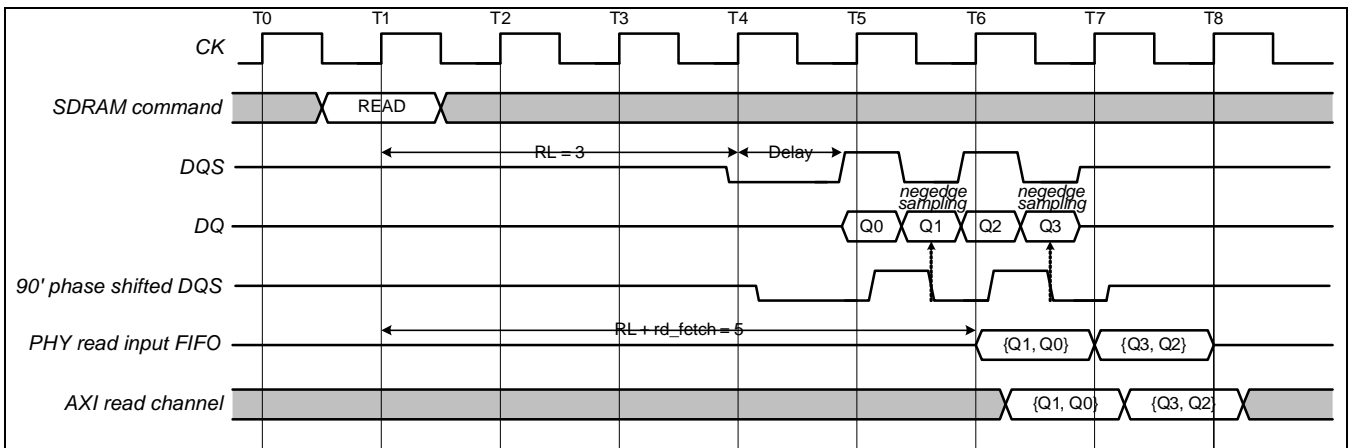 T0 T1 T2 T3 T4 T5 T6 T7 T8
CK
SDRAM command READ
RL = 3 Delay
DQS
negedge negedge
sampling sampling
DQ Q0 Q1 Q2 Q3
90' phase shifted DQS
RL + rd_fetch = 5
PHY read input FIFO {Q1, Q0} {Q3, Q2}
AXI read channel {Q1, Q0} {Q3, Q2}